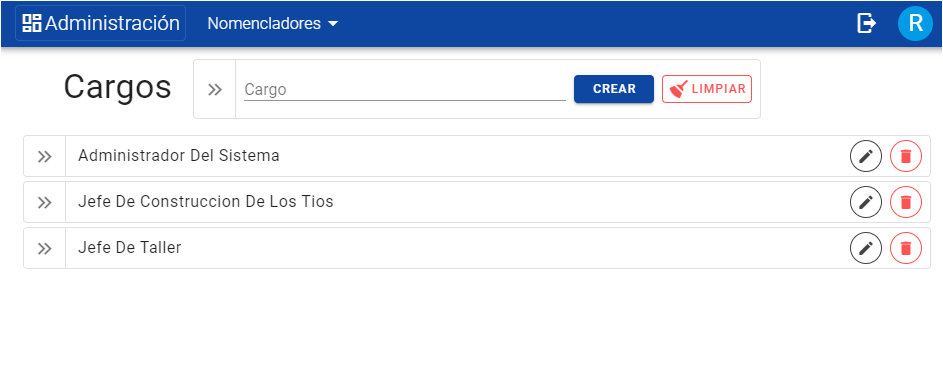 Administración Nomencladores R
Cargos Cargo CREAR LIMPIAR
Administrador Del Sistema
Jefe De Construccion De Los Tios
Jefe De Taller